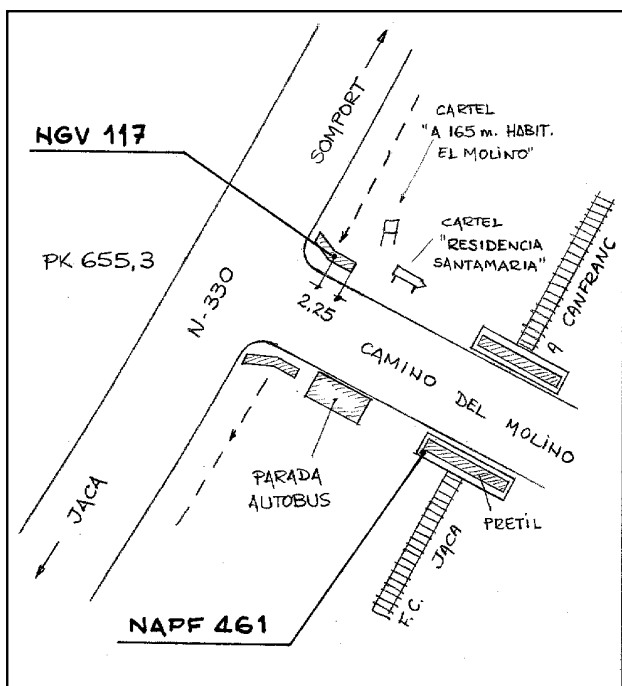 SOMPORT
CARTEL
"A 165 m. HABIT.
EL MOLINO"
NGV 117
CARTEL
"RESIDENCIA
SANTAMARIA"
PK 655,3
N-330
2,25
A CANFRANC
CAMINO DEL MOLINO
PARADA
AUTOBUS
JACA
PRETIL
F.C. JACA
NAPF 461